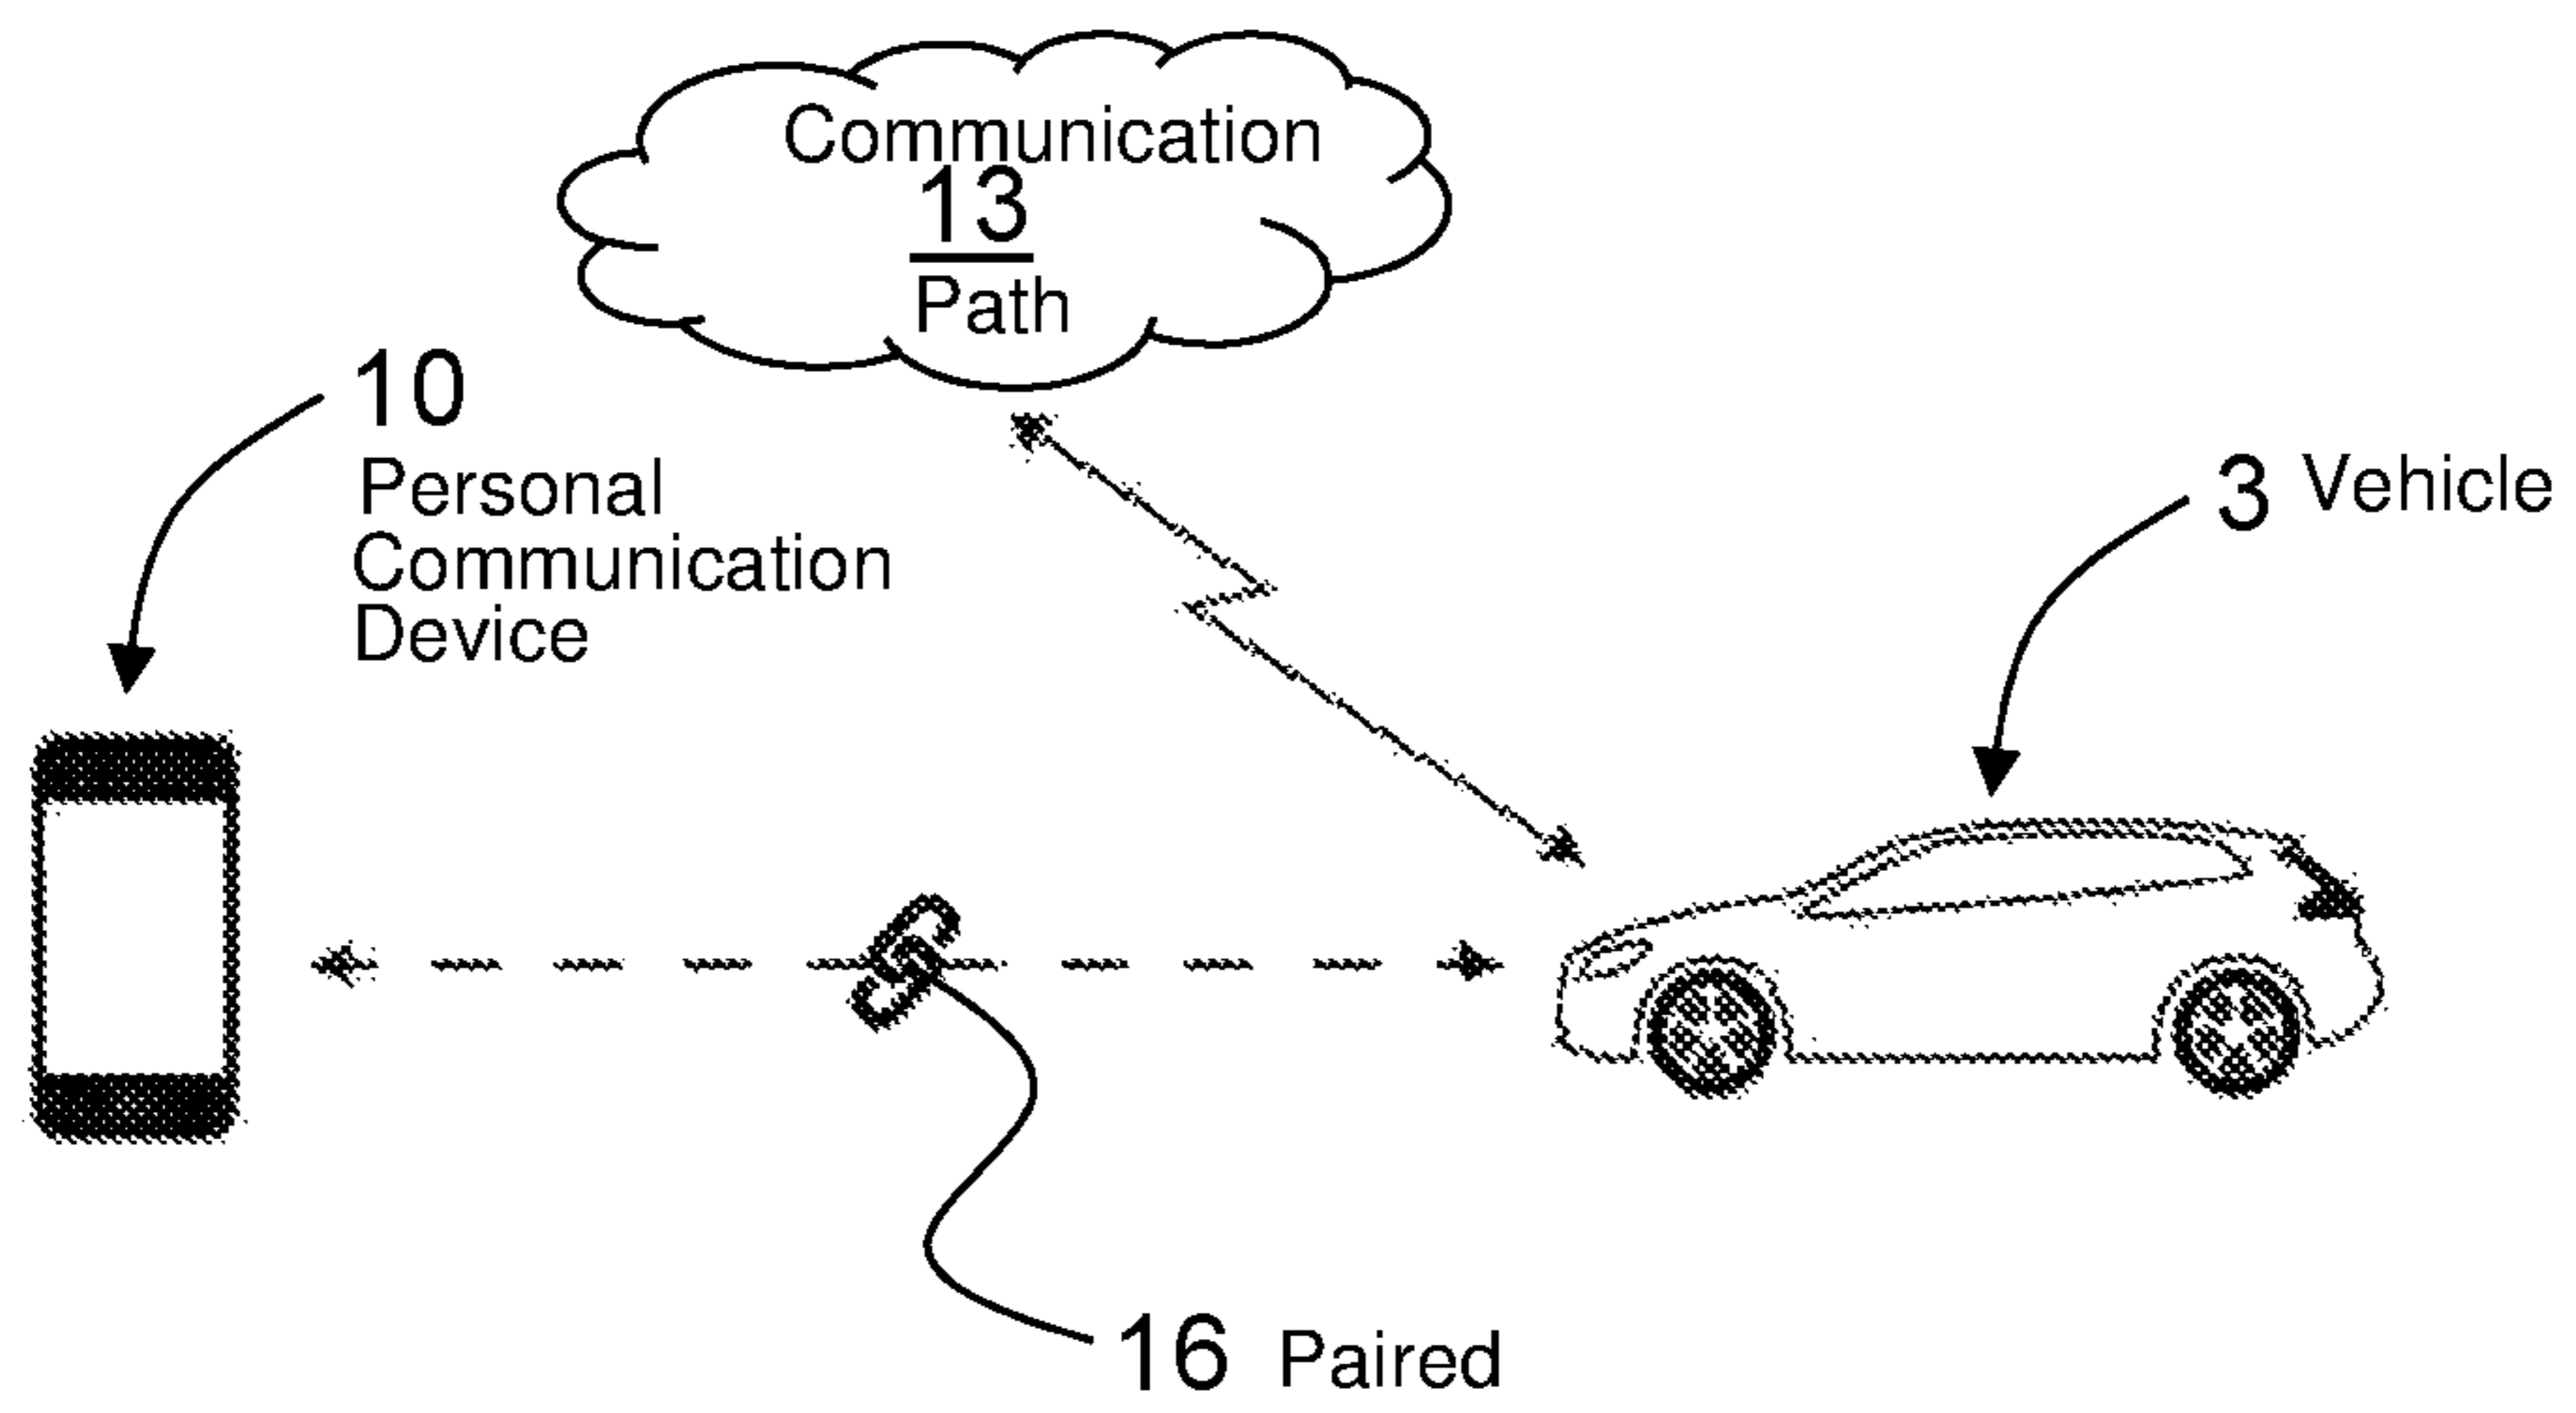 Communication
13
Path
10
Personal
Communication
Device
3 Vehicle
16 Paired